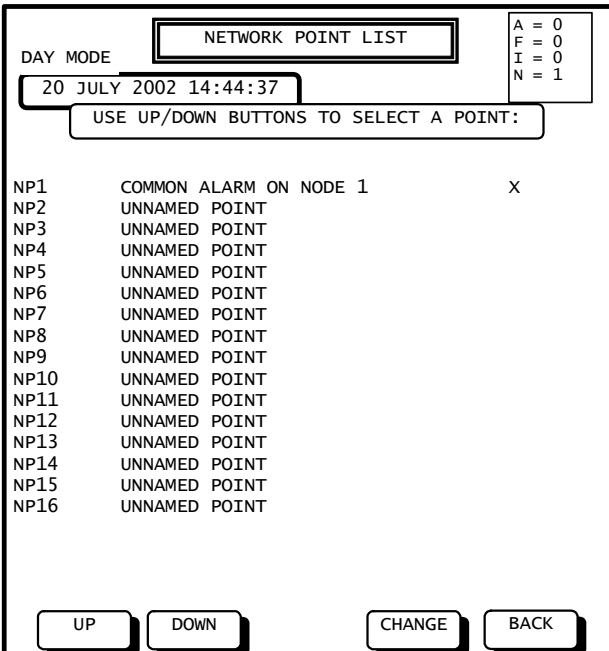 NETWORK POINT LIST
A = 0
F = 0
I = 0
N = 1
DAY MODE
20 JULY 2002 14:44:37
USE UP/DOWN BUTTONS TO SELECT A POINT:
NP1 COMMON ALARM ON NODE 1 X
NP2 UNNAMED POINT
NP3 UNNAMED POINT
NP4 UNNAMED POINT
NP5 UNNAMED POINT
NP6 UNNAMED POINT
NP7 UNNAMED POINT
NP8 UNNAMED POINT
NP9 UNNAMED POINT
NP10 UNNAMED POINT
NP11 UNNAMED POINT
NP12 UNNAMED POINT
NP13 UNNAMED POINT
NP14 UNNAMED POINT
NP15 UNNAMED POINT
NP16 UNNAMED POINT
UP DOWN CHANGE BACK